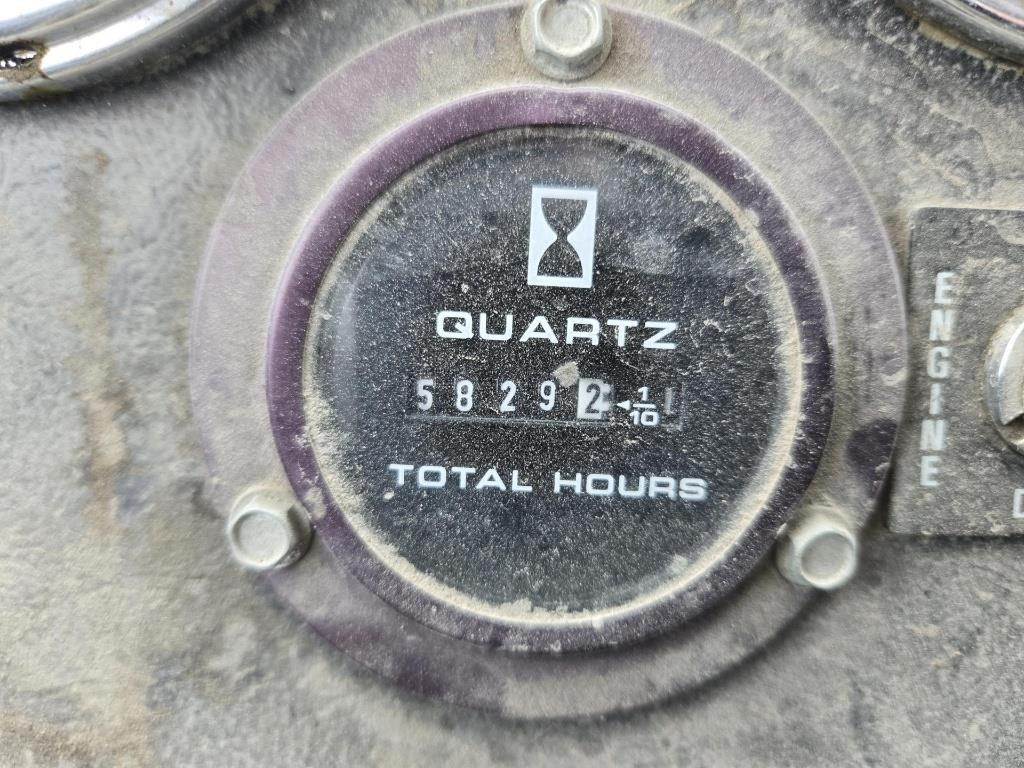 QUARTZ
5 8 2 9 2 1/10
TOTAL HOURS
ENGINE